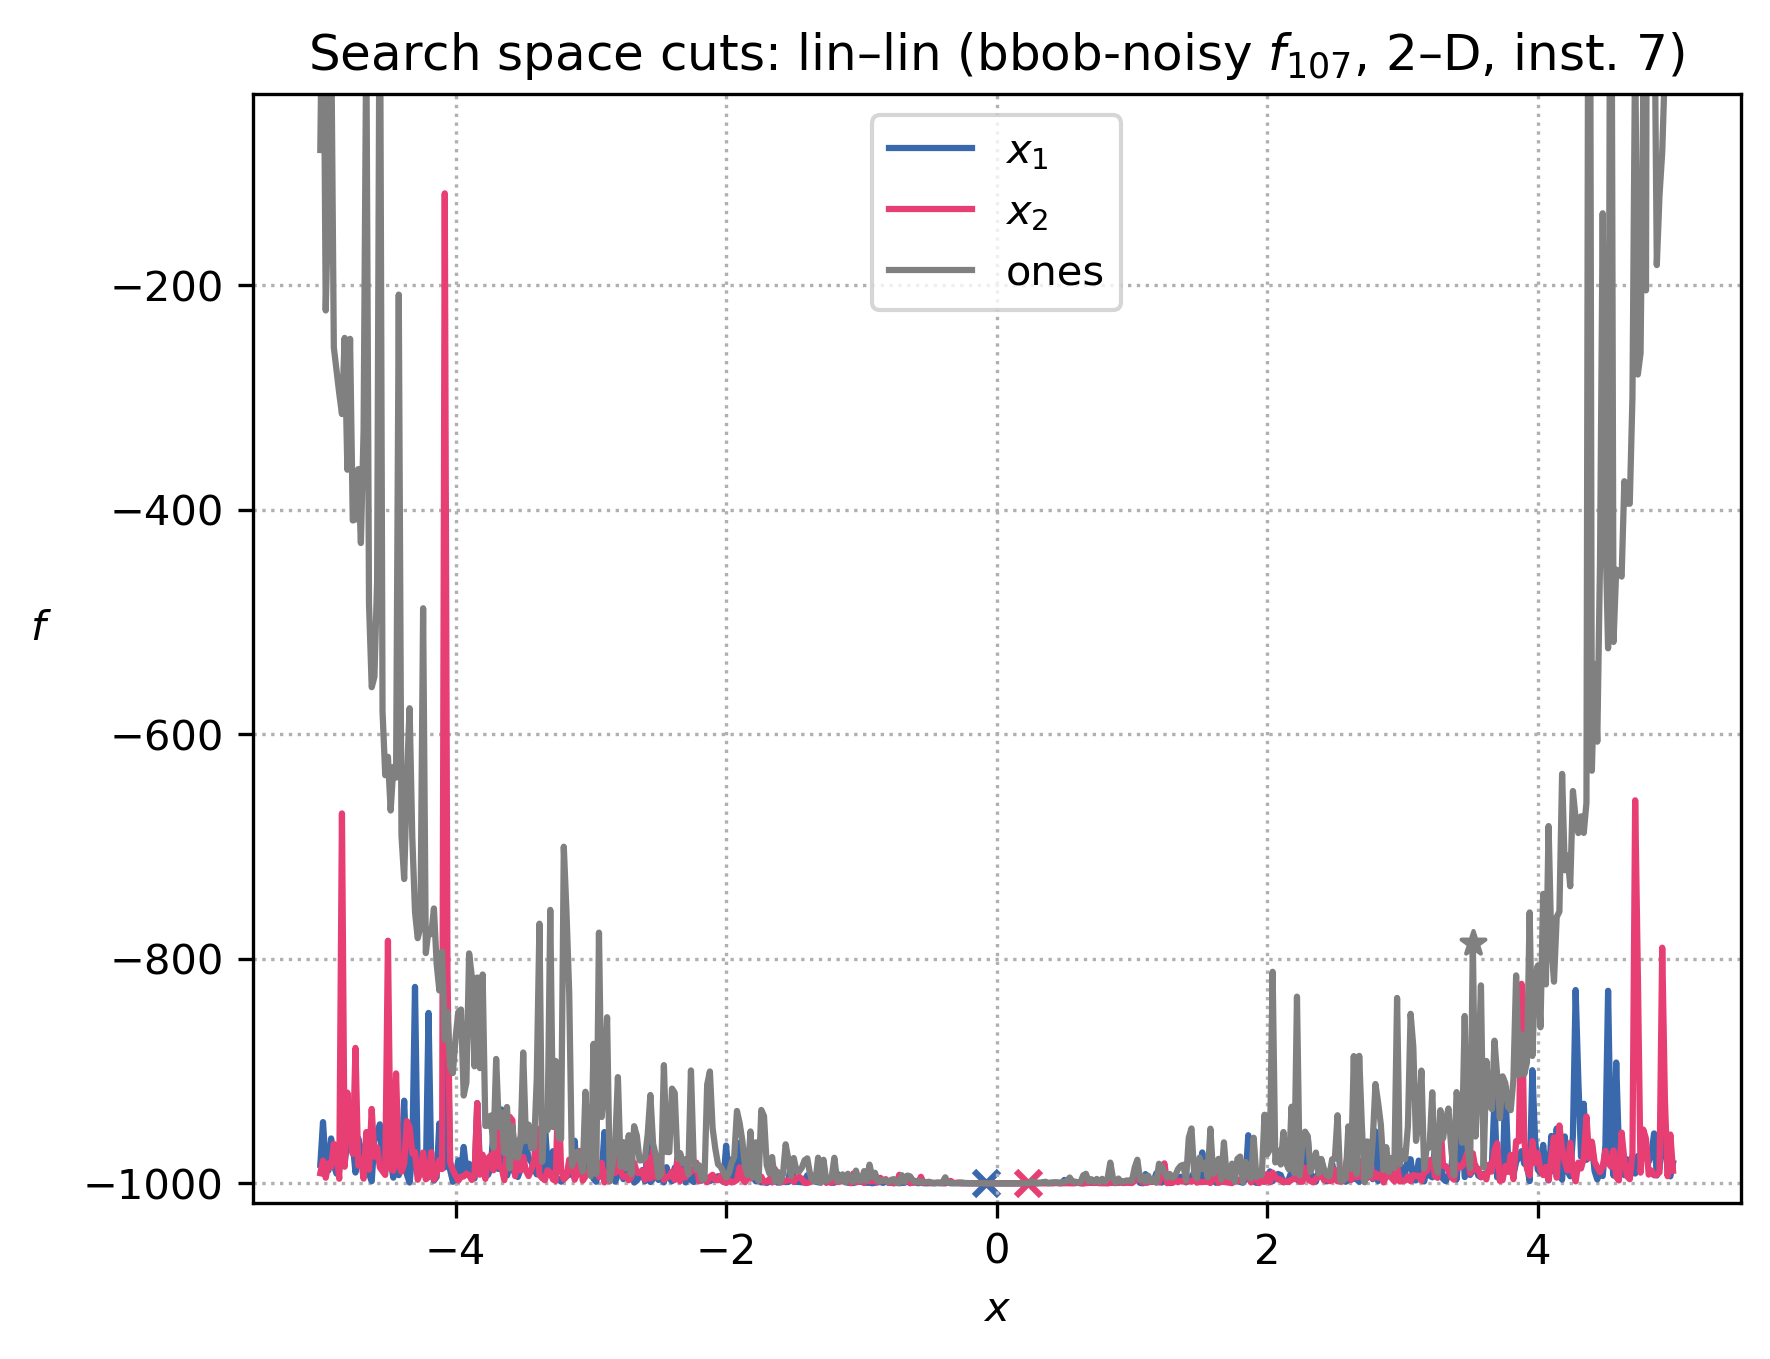 Search space cuts: lin–lin (bbob-noisy f₁₀₇, 2–D, inst. 7)
x₁
x₂
ones
−200
−400
−600
−800
−1000
f
−4
−2
0
2
4
x